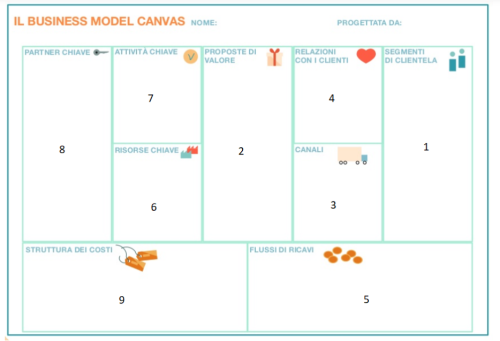 IL BUSINESS MODEL CANVAS NOME: PROGETTATA DA:
PARTNER CHIAVE
8
ATTIVITÀ CHIAVE
7
RISORSE CHIAVE
6
PROPOSTE DI
VALORE
2
RELAZIONI
CON I CLIENTI
4
CANALI
3
SEGMENTI
DI CLIENTELA
1
STRUTTURA DEI COSTI
9
FLUSSI DI RICAVI
5